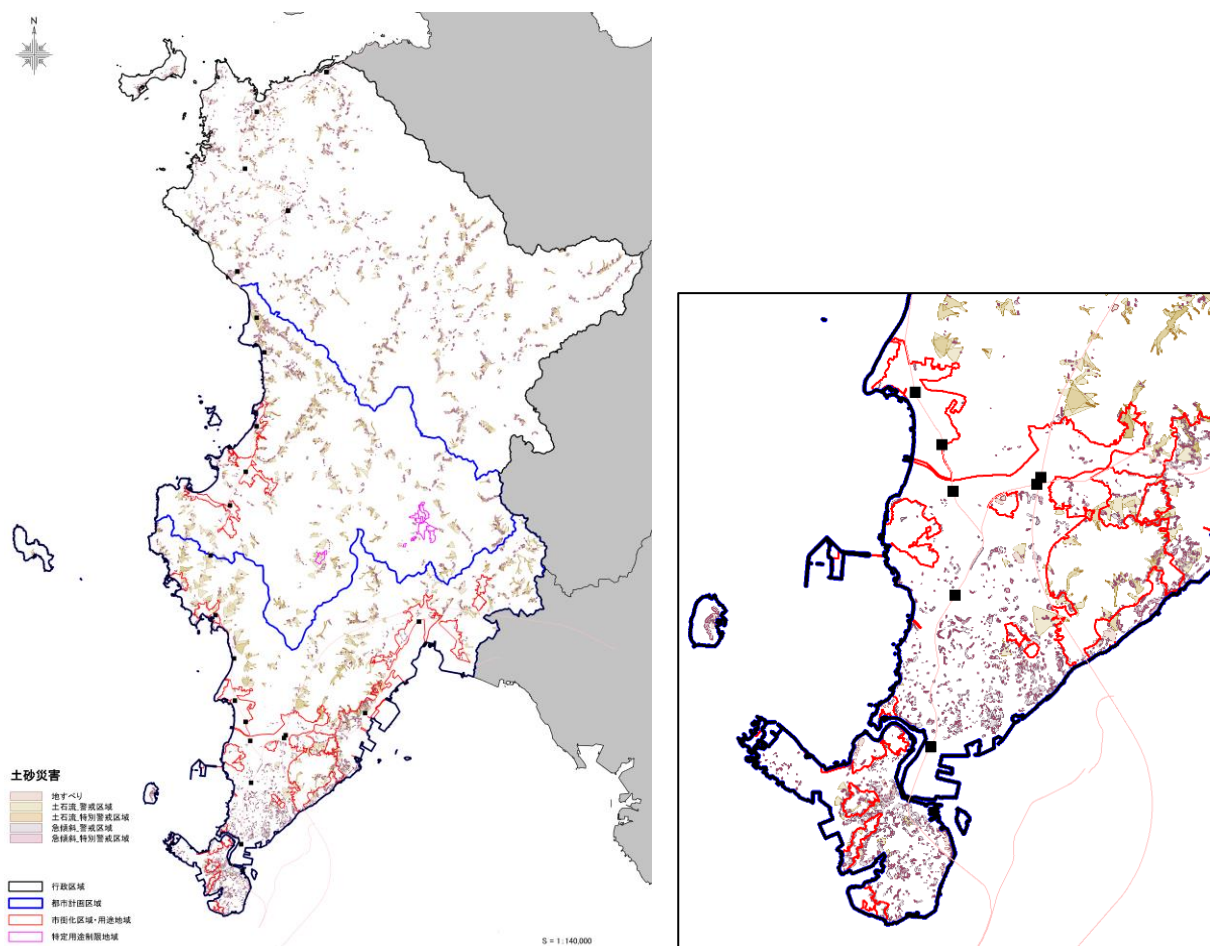 N
土砂災害
地すべり
土石流_警戒区域
土石流_特別警戒区域
急傾斜_警戒区域
急傾斜_特別警戒区域
行政区域
都市計画区域
市街化区域・用途地域
特定用途制限地域
S = 1:140,000